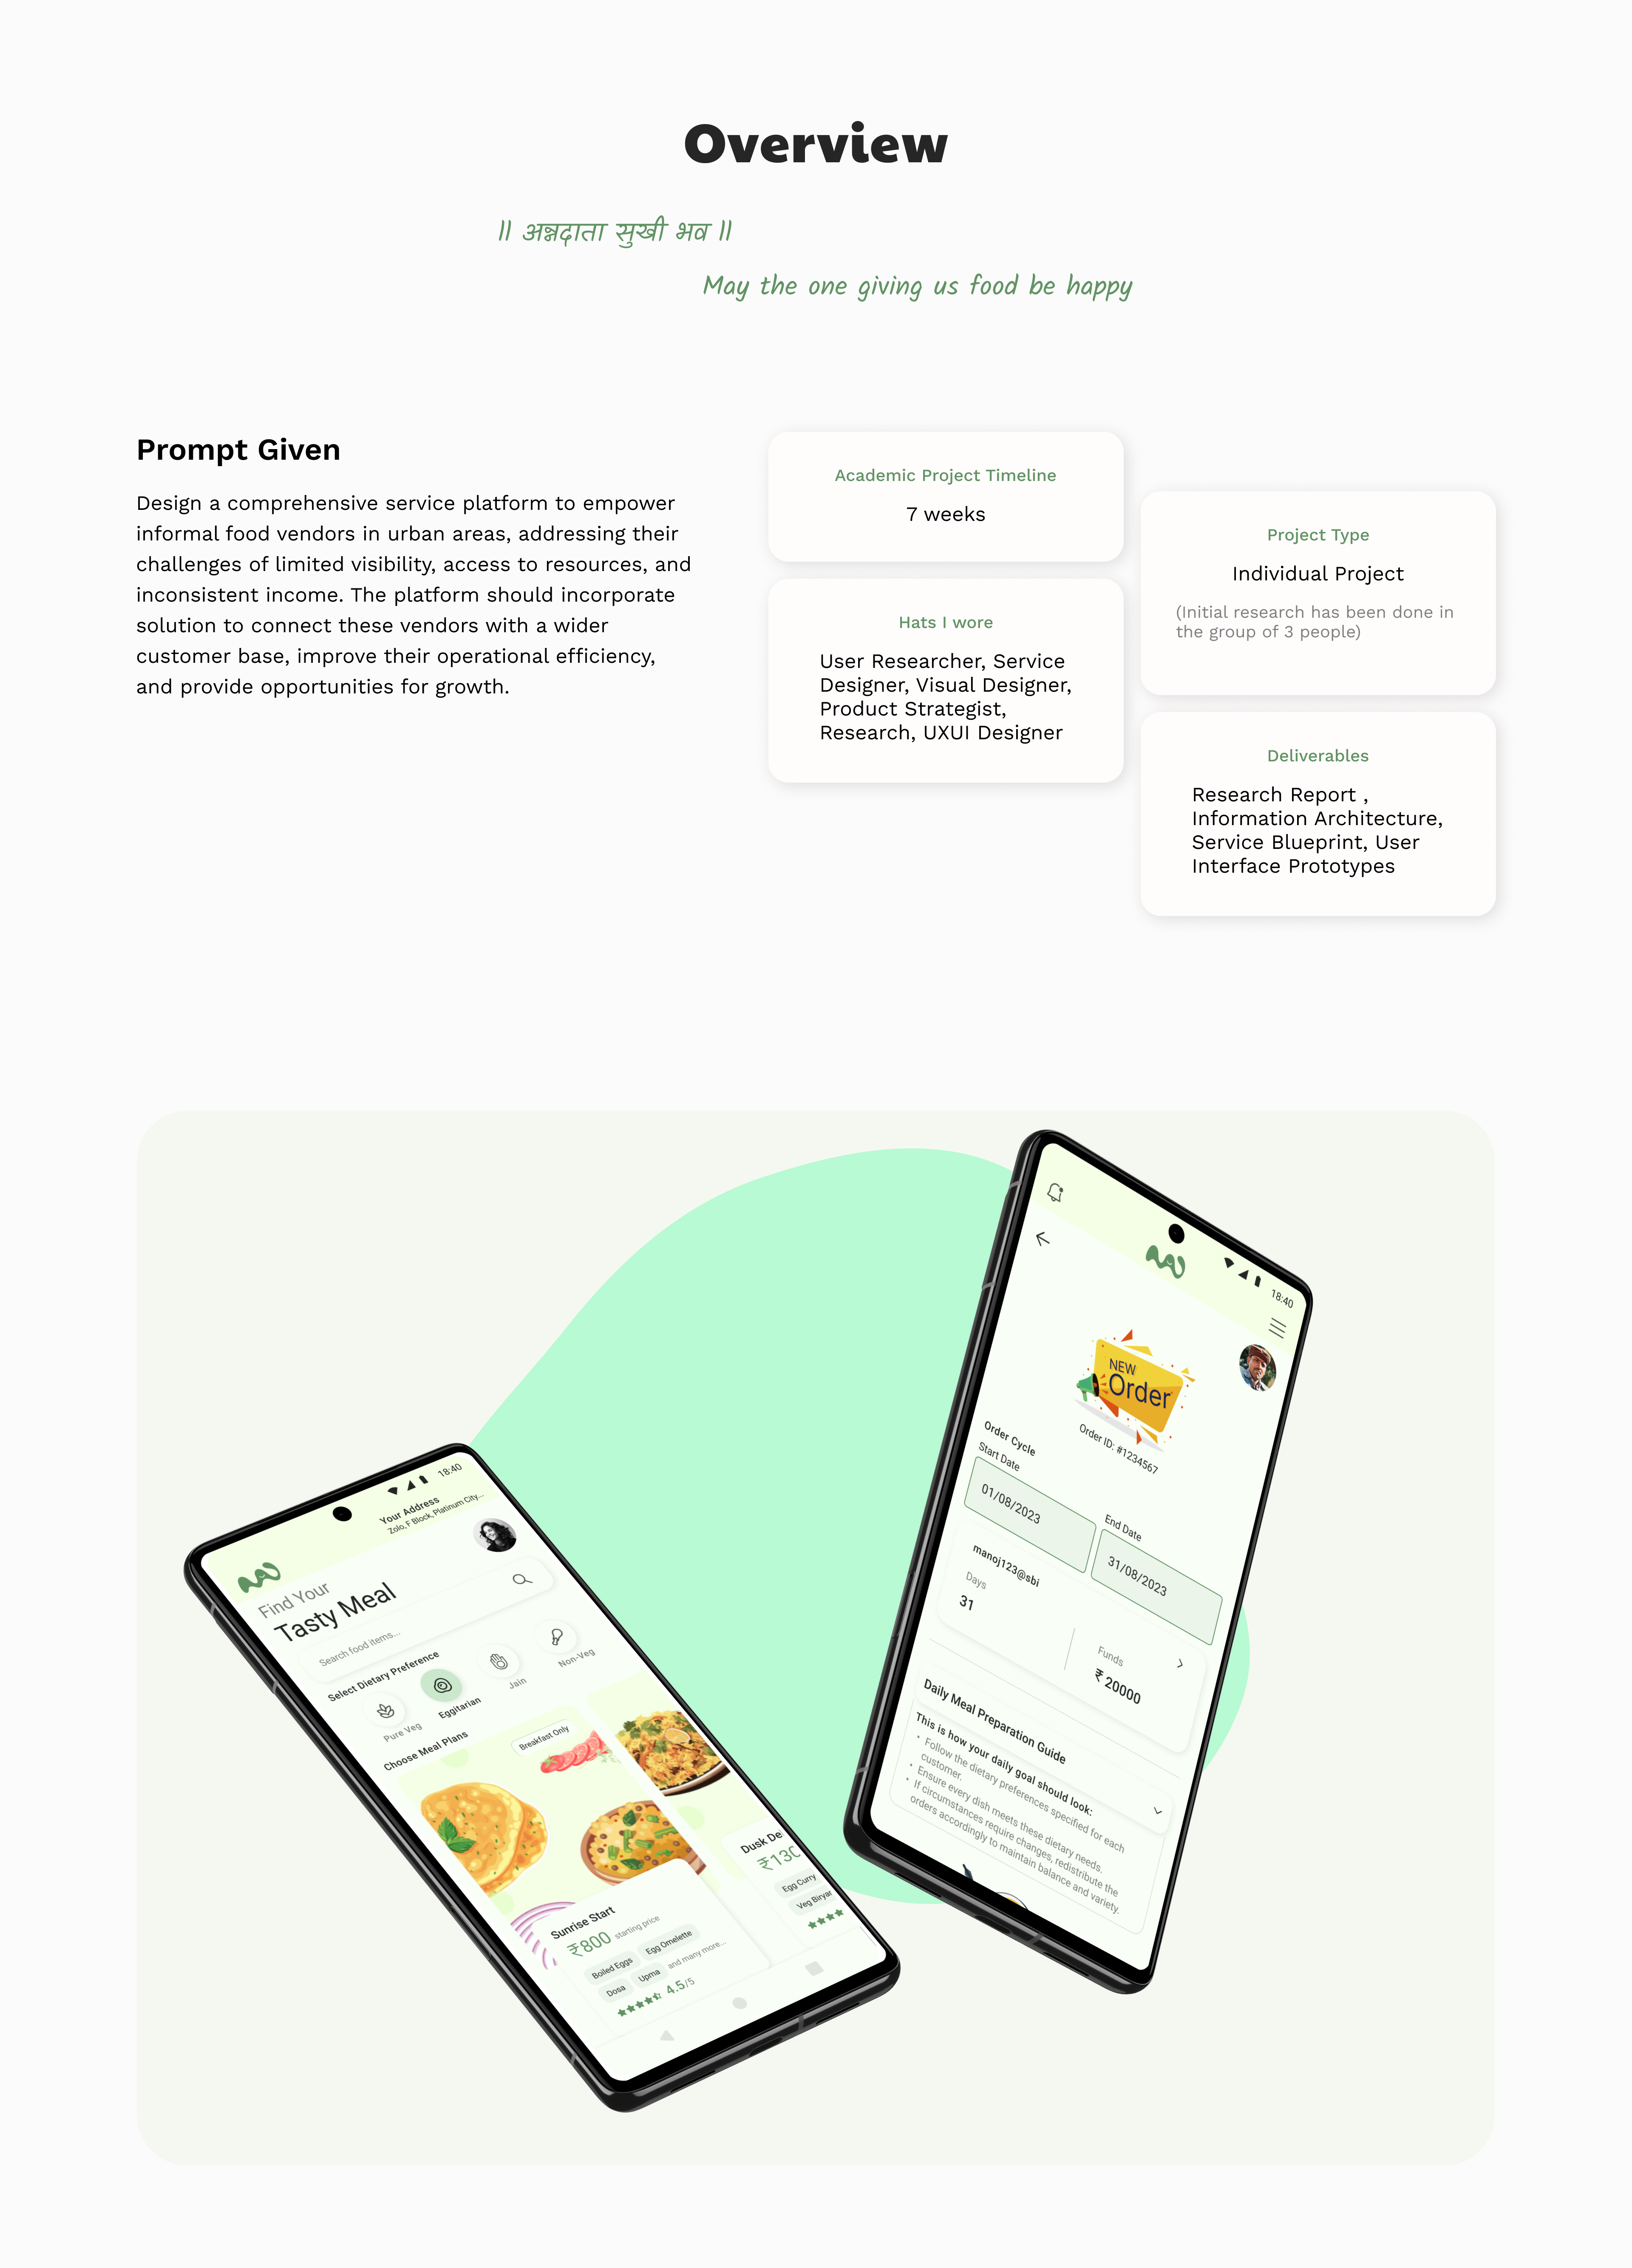 Overview
॥ अन्नदाता सुखी भव ॥
May the one giving us food be happy
Prompt Given
Design a comprehensive service platform to empower
informal food vendors in urban areas, addressing their
challenges of limited visibility, access to resources, and
inconsistent income. The platform should incorporate
solution to connect these vendors with a wider
customer base, improve their operational efficiency,
and provide opportunities for growth.
Academic Project Timeline
7 weeks
Hats I wore
User Researcher, Service
Designer, Visual Designer,
Product Strategist,
Research, UXUI Designer
Project Type
Individual Project
(Initial research has been done in
the group of 3 people)
Deliverables
Research Report ,
Information Architecture,
Service Blueprint, User
Interface Prototypes
18:40
Your Address
Zolo, F Block, Platinum City...
Find Your
Tasty Meal
Search food items...
Select Dietary Preference
Pure Veg
Eggitarian
Jain
Non-Veg
Choose Meal Plans
Breakfast Only
Sunrise Start
₹800 starting price
Boiled Eggs
Egg Omelette
Dosa
Upma
and many more...
4.5/5
Dusk De
₹130
Egg Curry
Veg Biryar
18:40
NEW
Order
Order ID: #1234567
Order Cycle
Start Date
01/08/2023
End Date
31/08/2023
manoj123@sbi
Days
31
Funds
₹ 20000
Daily Meal Preparation Guide
This is how your daily goal should look:
• Follow the dietary preferences specified for each
customer.
• Ensure every dish meets these dietary needs.
• If circumstances require changes, redistribute the
orders accordingly to maintain balance and variety.